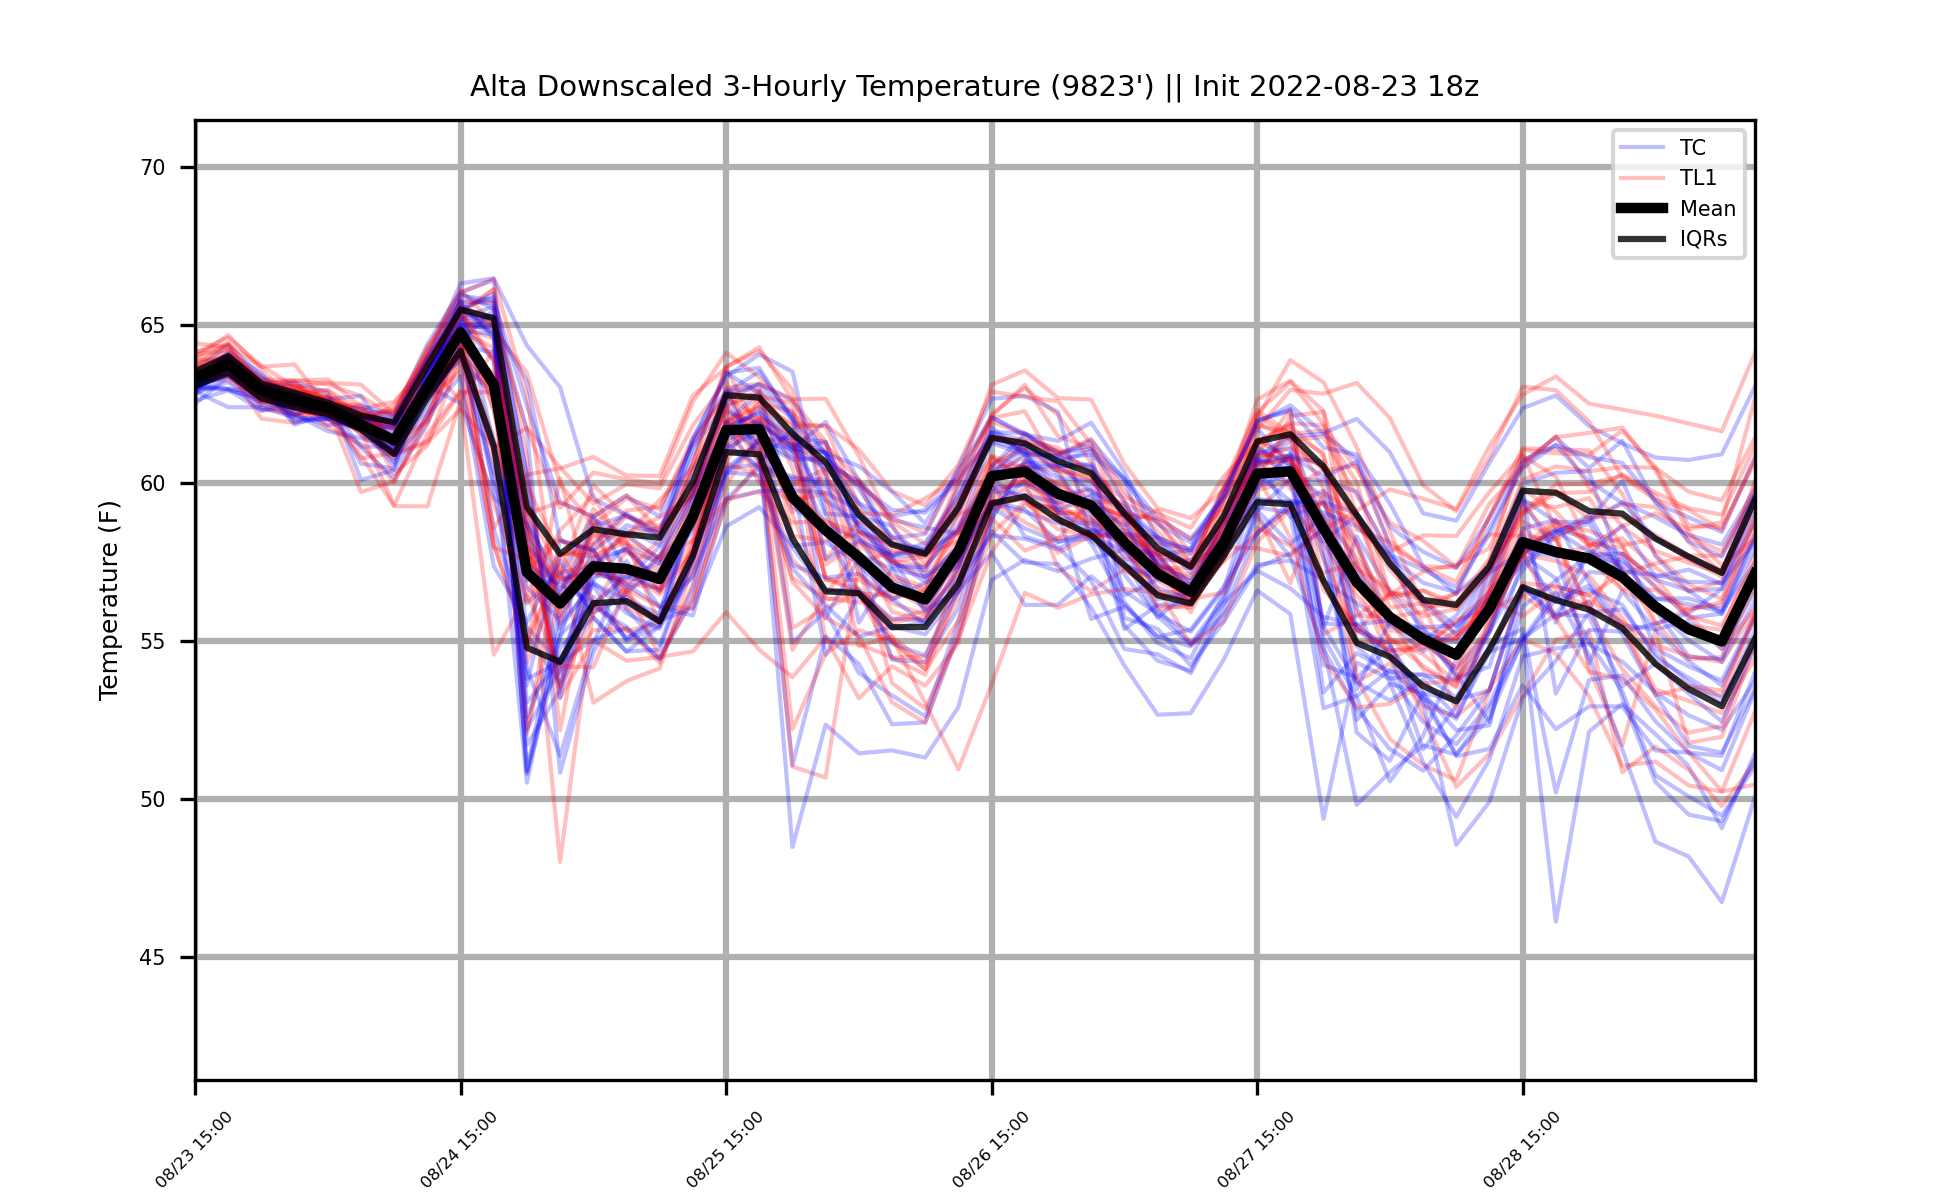 Alta Downscaled 3-Hourly Temperature (9823') || Init 2022-08-23 18z
TC
TL1
Mean
IQRs
Temperature (F)
70
65
60
55
50
45
08/23 15:00
08/24 15:00
08/25 15:00
08/26 15:00
08/27 15:00
08/28 15:00